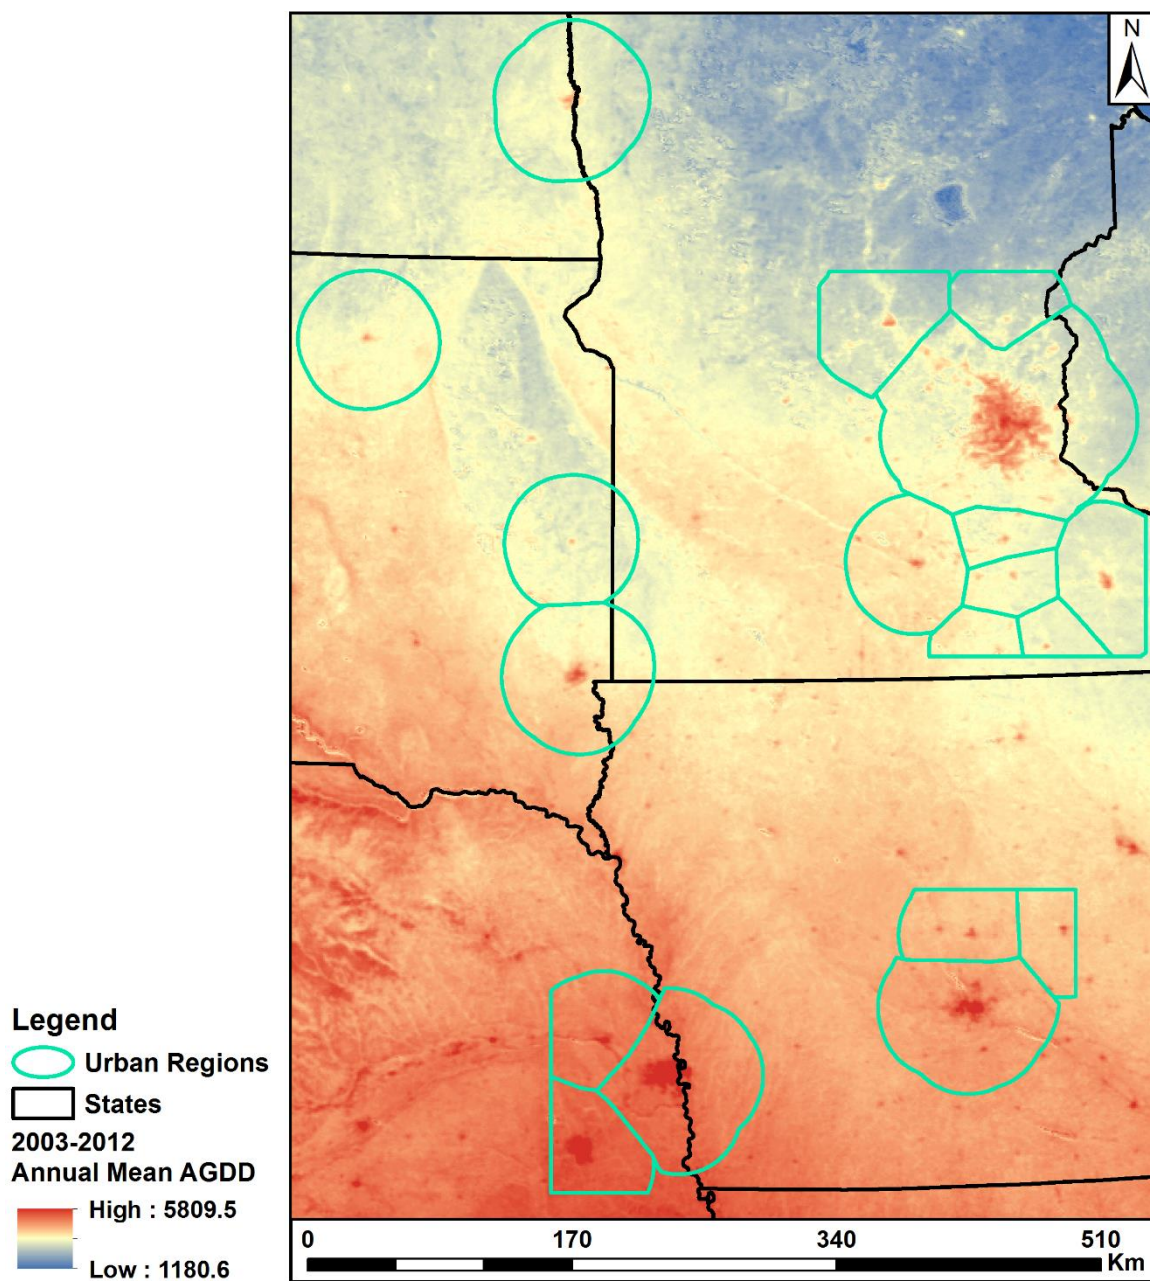 N
Legend
Urban Regions
States
2003-2012
Annual Mean AGDD
High : 5809.5
Low : 1180.6
0 170 340 510
Km